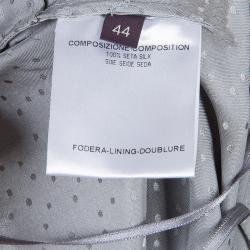 44
COMPOSIZIONE COMPOSITION
100% SETA SILK
SOIE SEIDE SEDA
FODERA-LINING-DOUBLURE